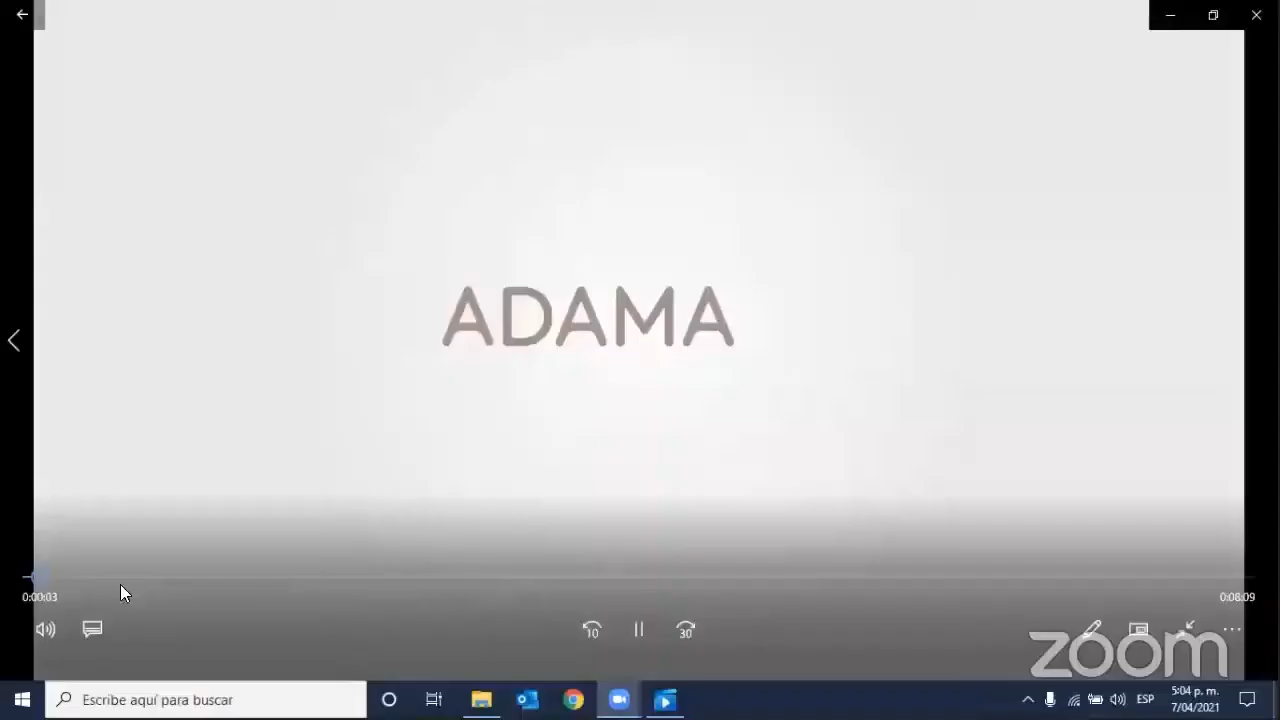 ADAMA
0:00:03
0:08:09
10
30
zoom
Escribe aquí para buscar
ESP
5:04 p. m.
7/04/2021